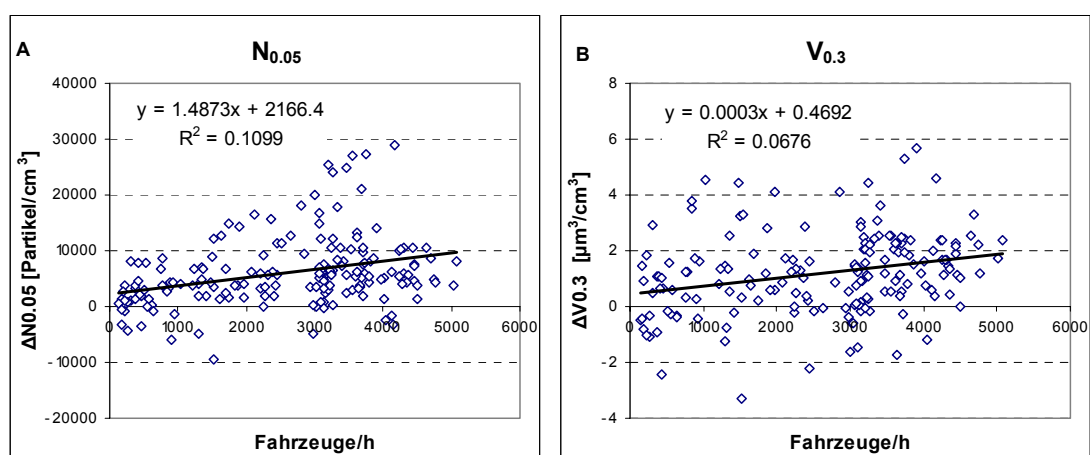 A
N0.05
40000
30000
20000
10000
0
-10000
-20000
ΔN0.05 [Partikel/cm³]
y = 1.4873x + 2166.4
R² = 0.1099
0 1000 2000 3000 4000 5000 6000
Fahrzeuge/h
B
V0.3
8
6
4
2
0
-2
-4
ΔV0.3 [µm³/cm³]
y = 0.0003x + 0.4692
R² = 0.0676
0 1000 2000 3000 4000 5000 6000
Fahrzeuge/h